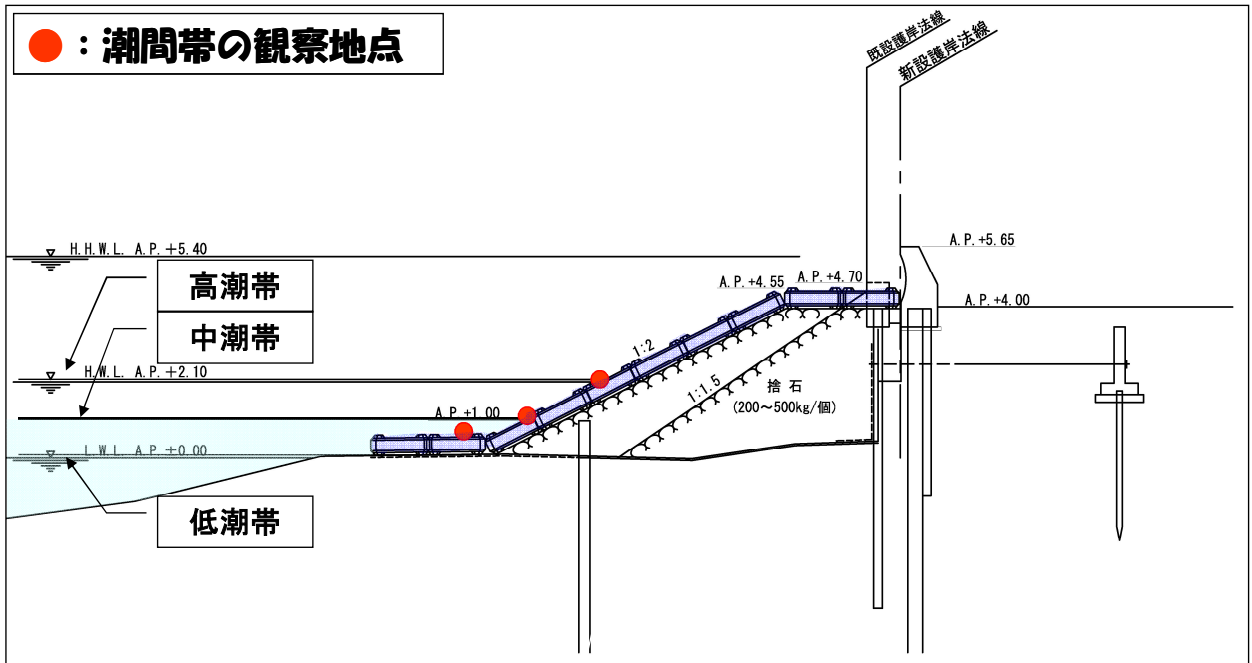 ：潮間帯の観察地点
既設護岸法線
新設護岸法線
H.H.W.L. A.P.+5.40
A.P.+5.65
高潮帯
A.P.+4.55
A.P.+4.70
A.P.+4.00
中潮帯
1:2
H.W.L. A.P.+2.10
1:1.5
捨石
(200～500kg/個)
A.P.+1.00
L.W.L. A.P.+0.00
低潮帯